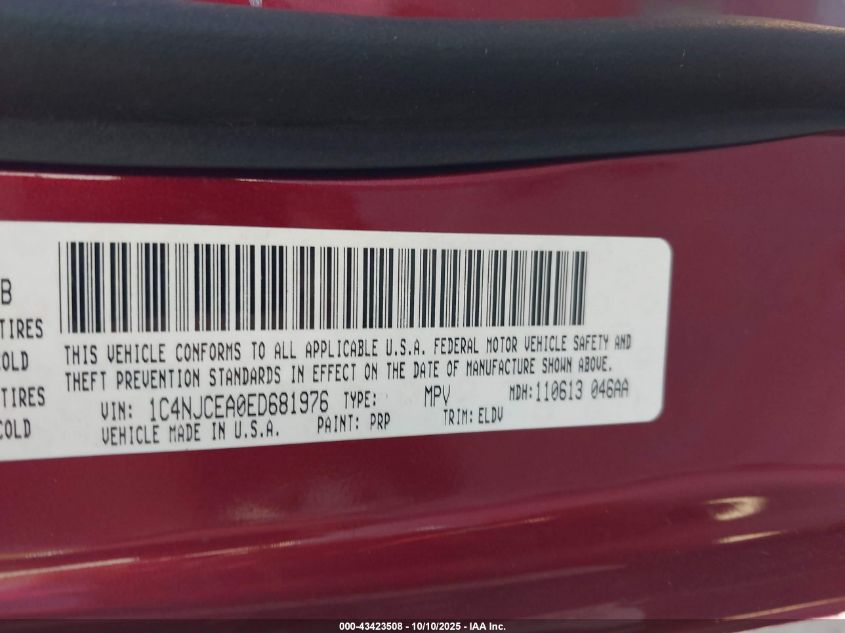 B
TIRES
COLD
TIRES
COLD
THIS VEHICLE CONFORMS TO ALL APPLICABLE U.S.A. FEDERAL MOTOR VEHICLE SAFETY AND
THEFT PREVENTION STANDARDS IN EFFECT ON THE DATE OF MANUFACTURE SHOWN ABOVE.
VIN: 1C4NJCEA0ED681976 TYPE: MPV MDH:110613 046AA
VEHICLE MADE IN U.S.A. PAINT: PRP TRIM: ELDV
000-43423508 - 10/10/2025 - IAA Inc.